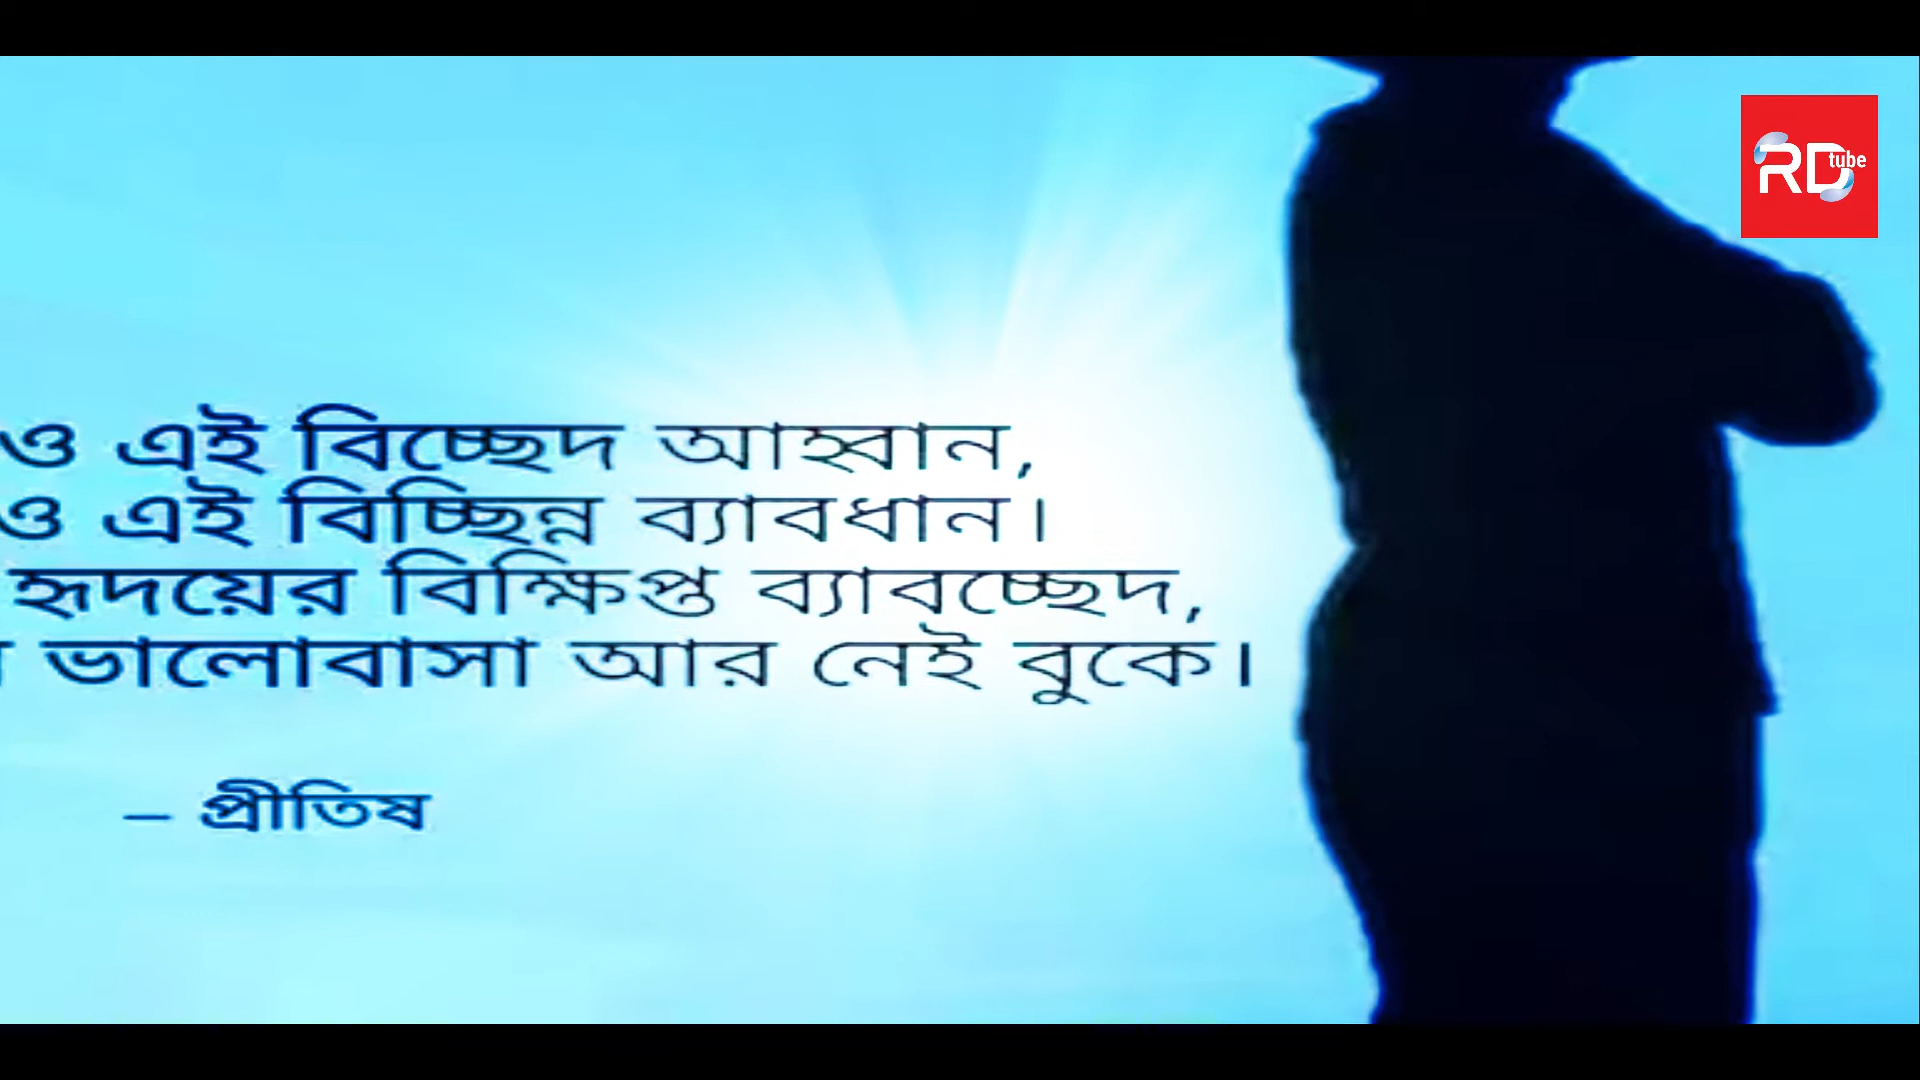 ও এই বিচ্ছেদ আহ্বান,
ও এই বিচ্ছিন্ন ব্যাবধান।
হৃদয়ের বিক্ষিপ্ত ব্যাবচ্ছেদ,
ভালোবাসা আর নেই বুকে।
– প্রীতিষ
RD tube